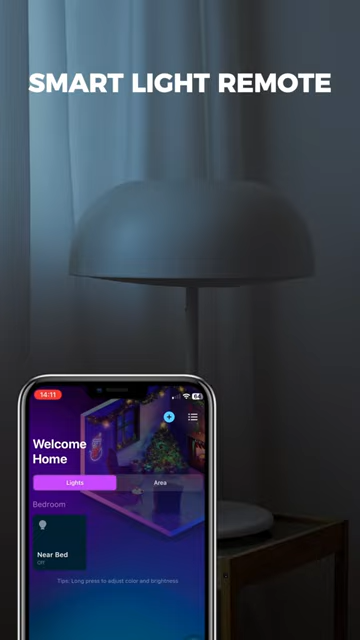 SMART LIGHT REMOTE
14:11
64
Welcome
Home
Lights
Area
Bedroom
Near Bed
Off
Tips: Long press to adjust color and brightness